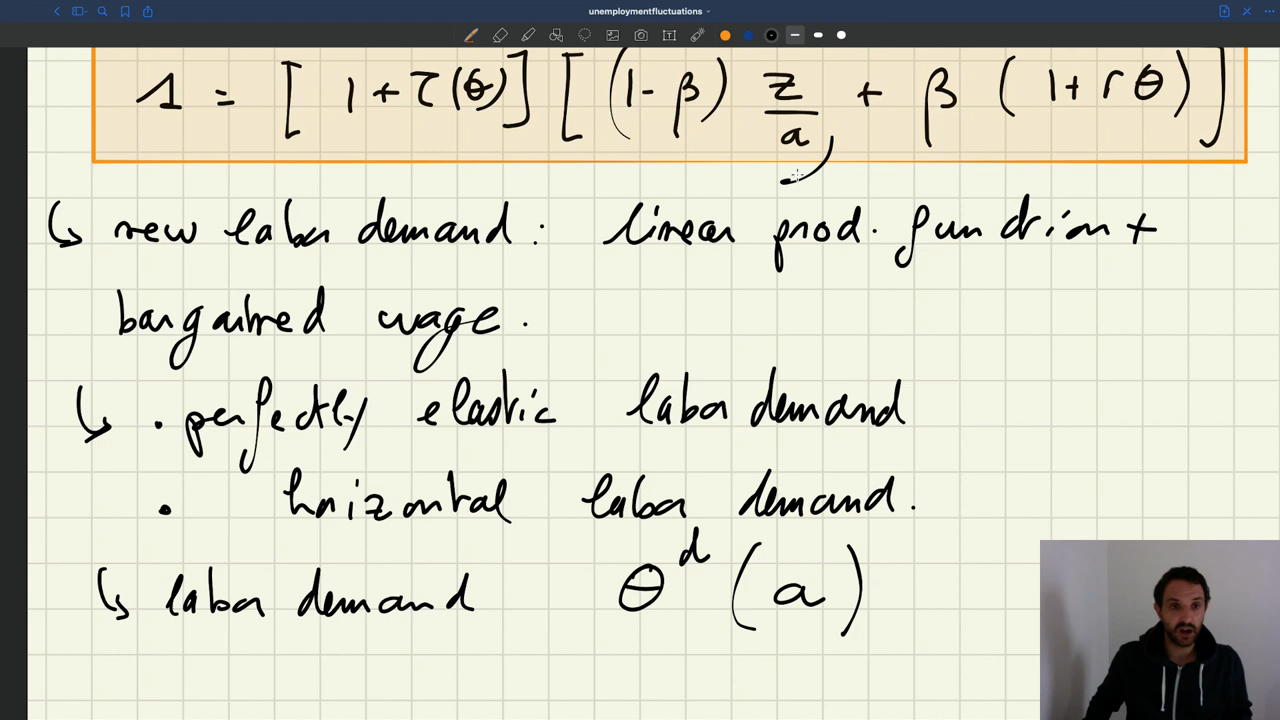 unemploymentfluctuations
1 = [ 1 + τ(θ) ] [ (1 - β) z/a + β ( 1 + r θ ) ]
↳ new labor demand : linear prod. function +
bargained wage .
↳ . perfectly elastic labor demand
. horizontal labor demand .
↳ labor demand θ^d (a)